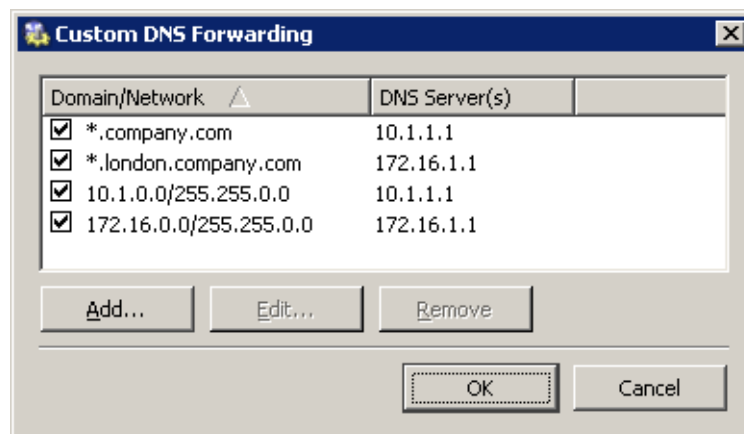 Custom DNS Forwarding
Domain/Network DNS Server(s)
*.company.com 10.1.1.1
*.london.company.com 172.16.1.1
10.1.0.0/255.255.0.0 10.1.1.1
172.16.0.0/255.255.0.0 172.16.1.1
Add... Edit... Remove
OK Cancel